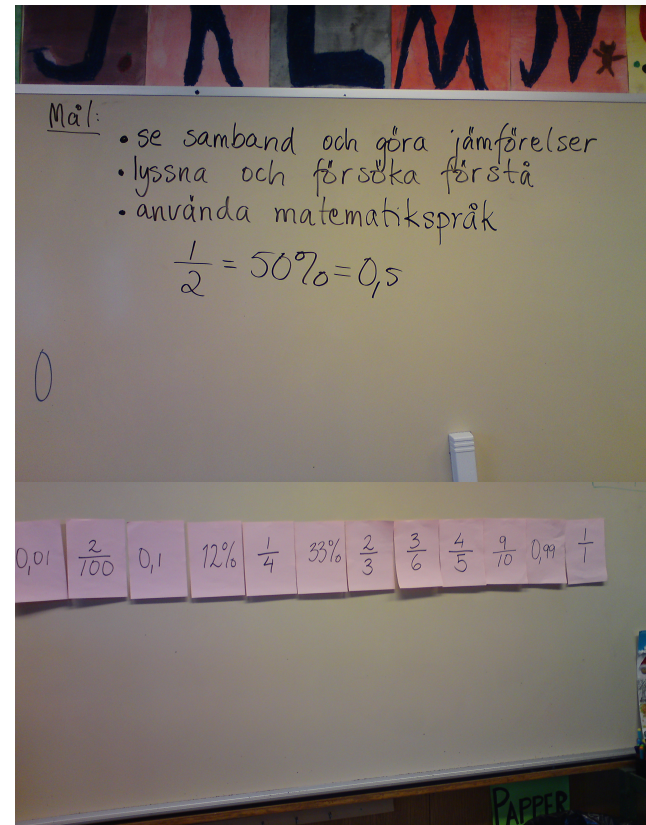 J K L M N
Mål:
• se samband och göra jämförelser
• lyssna och försöka förstå
• använda matematikspråk
1/2 = 50% = 0,5
0
0,01 2/100 0,1 12% 1/4 33% 2/3 3/6 4/5 9/10 0,99 1/1
PAPPER